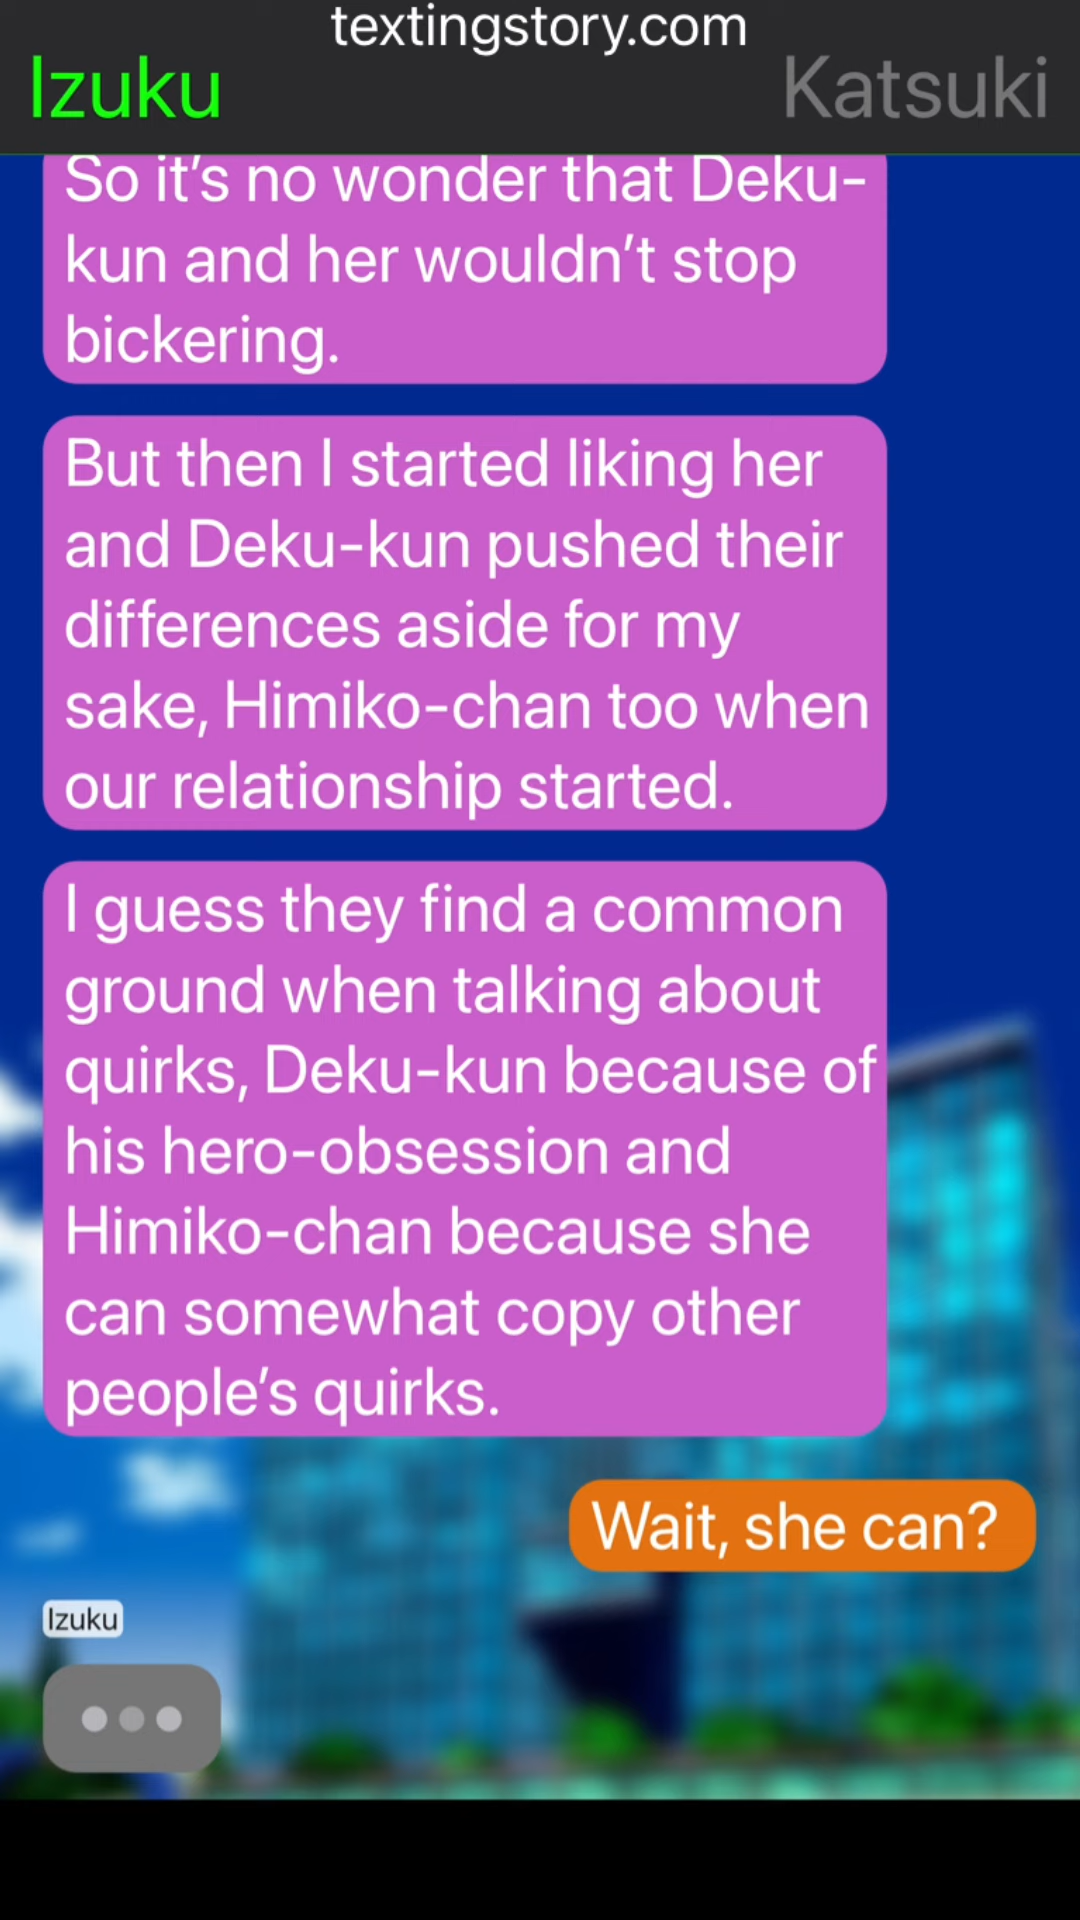 textingstory.com
Izuku
Katsuki
So it’s no wonder that Deku-
kun and her wouldn’t stop
bickering.
But then I started liking her
and Deku-kun pushed their
differences aside for my
sake, Himiko-chan too when
our relationship started.
I guess they find a common
ground when talking about
quirks, Deku-kun because of
his hero-obsession and
Himiko-chan because she
can somewhat copy other
people’s quirks.
Wait, she can?
Izuku